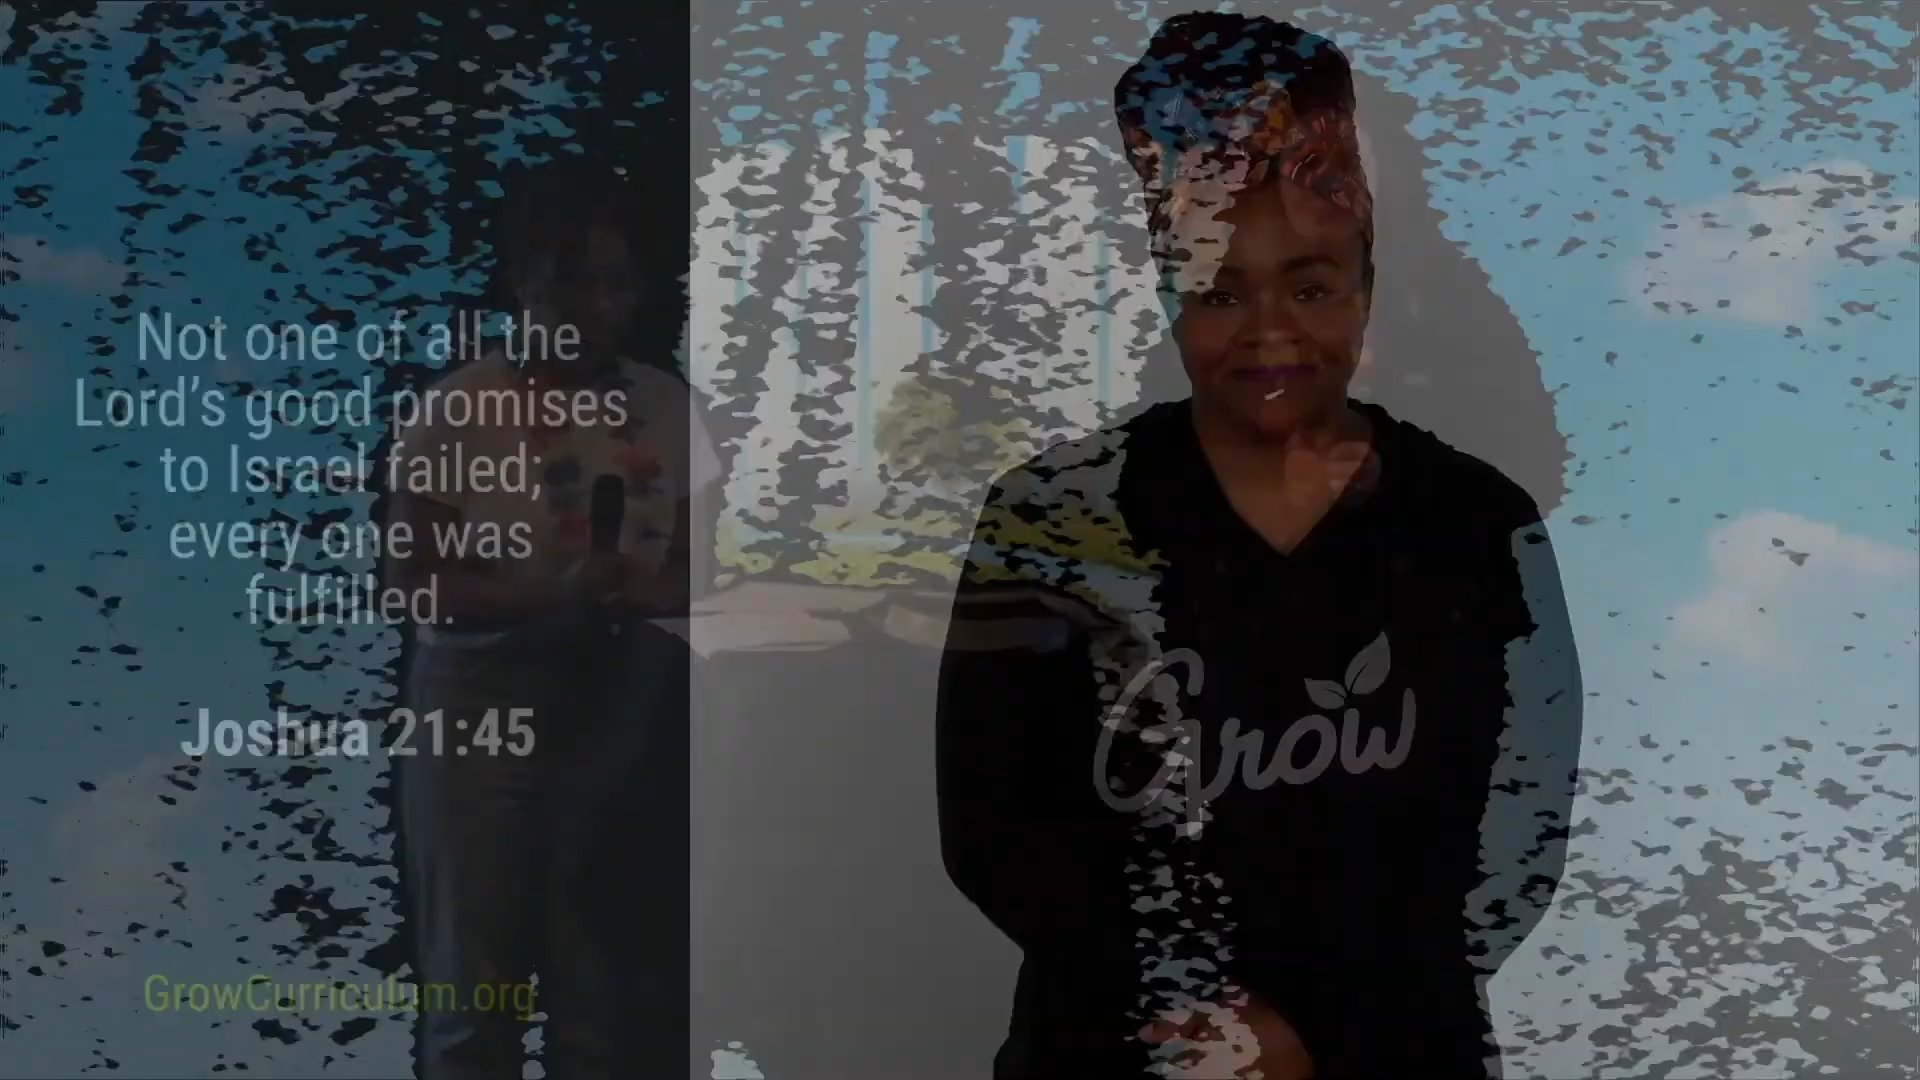 Not one of all the
Lord's good promises
to Israel failed;
every one was
fulfilled.
Joshua 21:45
GrowCurriculum.org
Grow